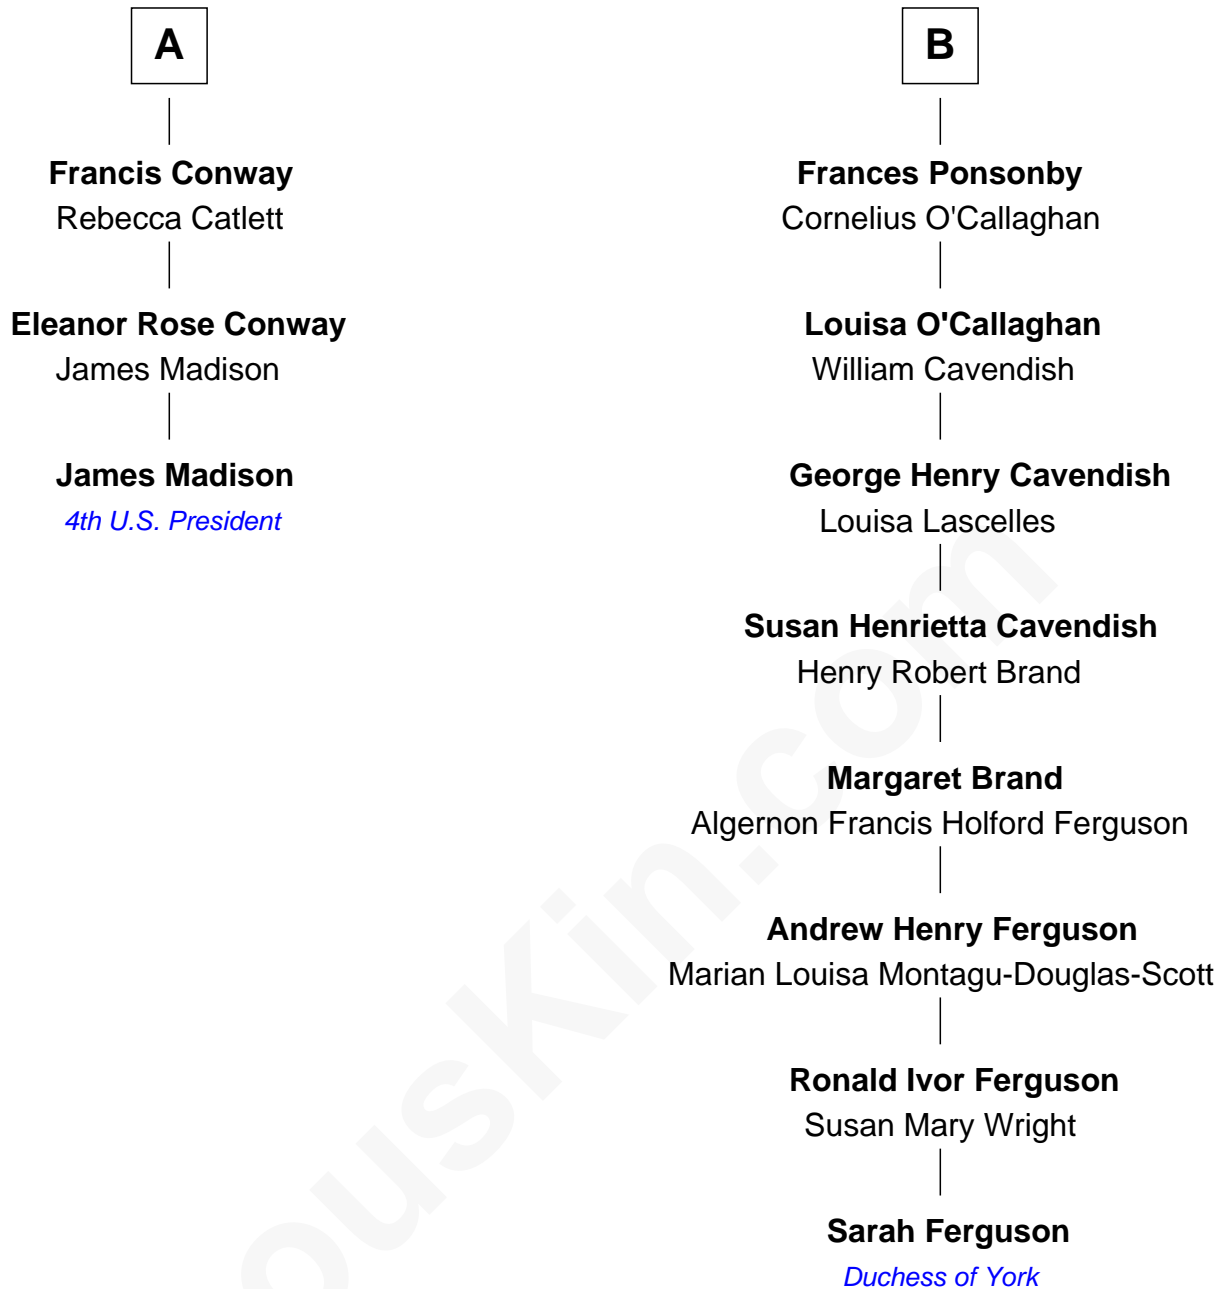 A
Francis Conway
Rebecca Catlett
Eleanor Rose Conway
James Madison
James Madison
4th U.S. President
B
Frances Ponsonby
Cornelius O'Callaghan
Louisa O'Callaghan
William Cavendish
George Henry Cavendish
Louisa Lascelles
Susan Henrietta Cavendish
Henry Robert Brand
Margaret Brand
Algernon Francis Holford Ferguson
Andrew Henry Ferguson
Marian Louisa Montagu-Douglas-Scott
Ronald Ivor Ferguson
Susan Mary Wright
Sarah Ferguson
Duchess of York
ousKin.com